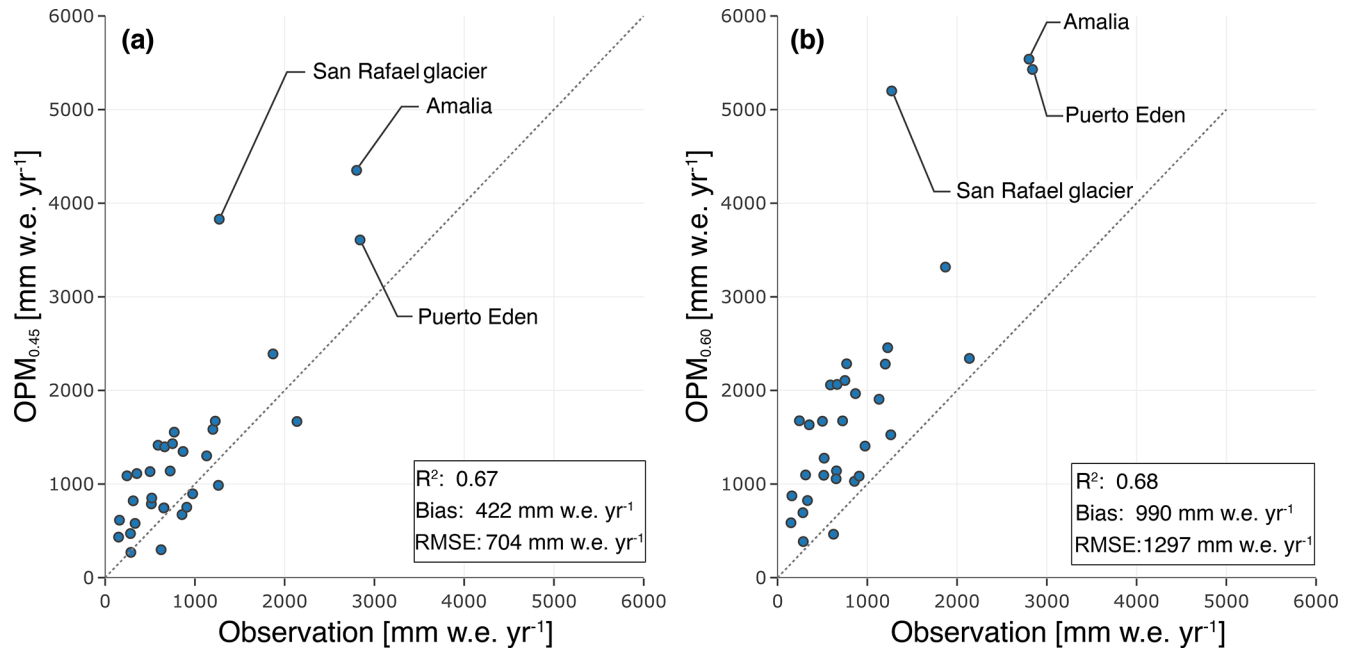 (a)
6000
5000
4000
3000
2000
1000
0
OPM0.45 [mm w.e. yr-1]
San Rafael glacier
Amalia
Puerto Eden
R2: 0.67
Bias: 422 mm w.e. yr-1
RMSE: 704 mm w.e. yr-1
0 1000 2000 3000 4000 5000 6000
Observation [mm w.e. yr-1]
(b)
6000
5000
4000
3000
2000
1000
0
OPM0.60 [mm w.e. yr-1]
Amalia
Puerto Eden
San Rafael glacier
R2: 0.68
Bias: 990 mm w.e. yr-1
RMSE:1297 mm w.e. yr-1
0 1000 2000 3000 4000 5000 6000
Observation [mm w.e. yr-1]